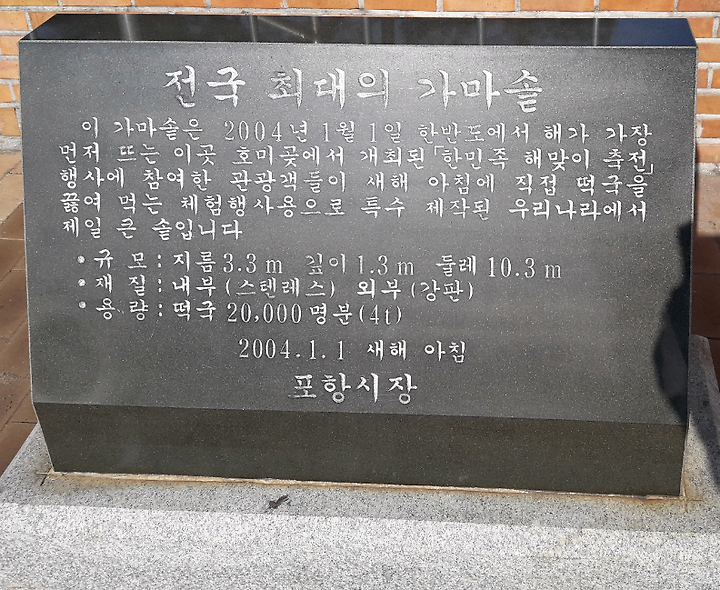 전국 최대의 가마솥
이 가마솥은 2004년 1월 1일 한반도에서 해가 가장
먼저 뜨는 이곳 호미곶에서 개최된 「한민족 해맞이 축전」
행사에 참여한 관광객들이 새해 아침에 직접 떡국을
끓여 먹는 체험행사용으로 특수 제작된 우리나라에서
제일 큰 솥입니다
• 규 모 : 지름 3.3m 깊이 1.3m 둘레 10.3m
• 재 질 : 내부(스텐레스) 외부(강판)
• 용 량 : 떡국 20,000명분(4t)
2004.1.1 새해 아침
포항시장